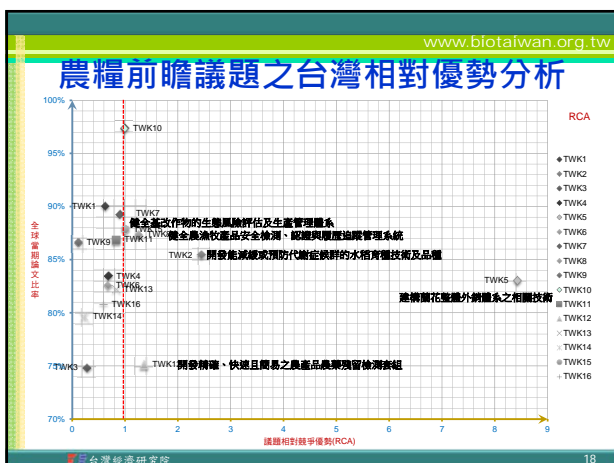 www.biotaiwan.org.tw
農糧前瞻議題之台灣相對優勢分析
RCA
100%
95%
90%
85%
80%
75%
70%
全球當期論文比率
TWK10
TWK1
TWK7
健全基改作物的生態風險評估及生產管理體系
TWK11
健全農漁牧產品安全檢測、認證與履歷追蹤管理系統
TWK9
TWK2
開發能減緩或預防代謝症候群的水稻育種技術及品種
TWK4
TWK5
TWK13
建構蘭花整體外銷體系之相關技術
TWK16
TWK14
TWK3
開發精確、快速且簡易之農產品農藥殘留檢測套組
0 1 2 3 4 5 6 7 8 9
議題相對競爭優勢(RCA)
TWK1
TWK2
TWK3
TWK4
TWK5
TWK6
TWK7
TWK8
TWK9
TWK10
TWK11
TWK12
TWK13
TWK14
TWK15
TWK16
台灣經濟研究院
18